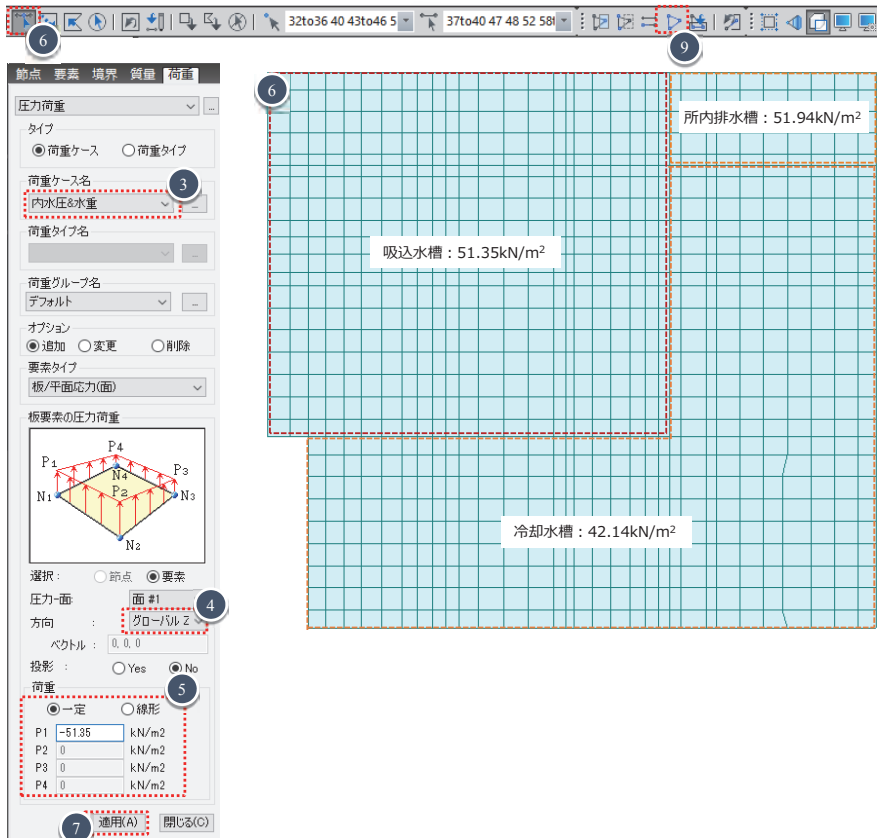 32to36 40 43to46 5
37to40 47 48 52 58t
6
9
節点 要素 境界 質量 荷重
圧力荷重
...
タイプ
荷重ケース 荷重タイプ
荷重ケース名
3
内水圧&水重
...
荷重タイプ名
...
荷重グループ名
デフォルト
...
オプション
追加 変更 削除
要素タイプ
板/平面応力(面)
板要素の圧力荷重
P4
P1
P3
N4
P2
N1
N3
N2
選択: 節点 要素
圧力-面: 面 #1
4
方向 : グローバル Z
ベクトル : 0, 0, 0
投影 : Yes No
5
荷重
一定 線形
P1 -51.35 kN/m2
P2 0 kN/m2
P3 0 kN/m2
P4 0 kN/m2
7
適用(A) 閉じる(C)
6
所内排水槽:51.94kN/m²
吸込水槽:51.35kN/m²
冷却水槽:42.14kN/m²